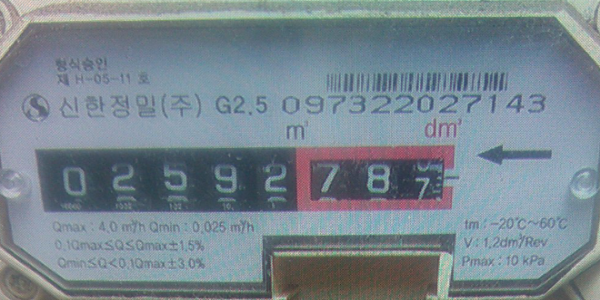 형식승인
제 H-05-11 호
신한정밀(주) G2.5 097322027143
m³ dm³
0 2 5 9 2 7 8 7
Qmax : 4.0 m³/h Qmin : 0.025 m³/h
0.1Qmax≤Q≤Qmax±1.5%
Qmin≤Q<0.1Qmax±3.0%
tm : -20℃~60℃
V : 1.2dm³/Rev
Pmax : 10 kPa